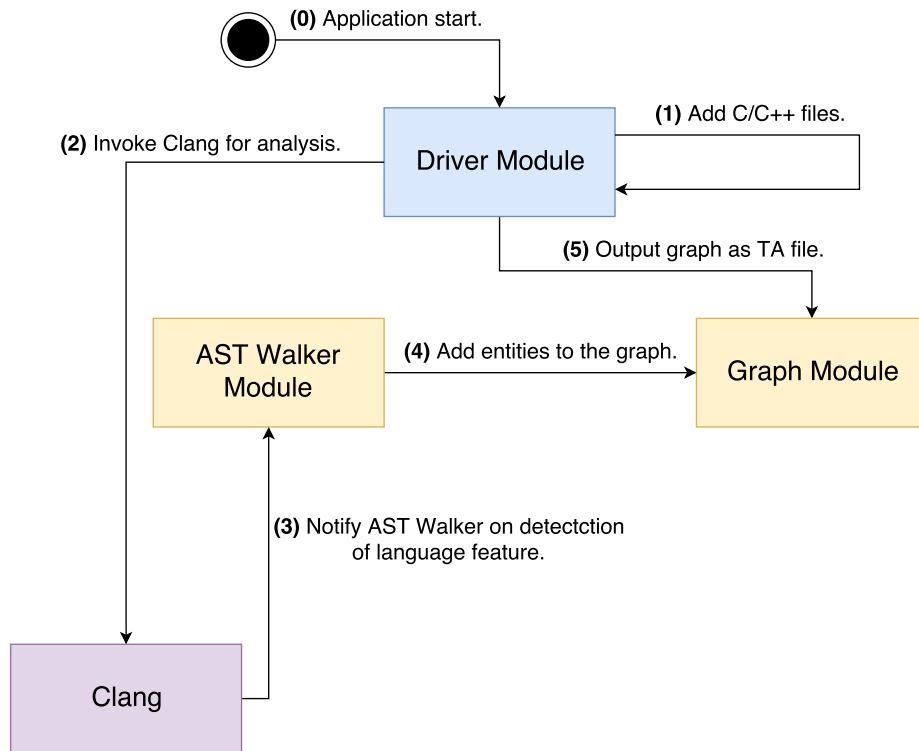 (0) Application start.
(1) Add C/C++ files.
(2) Invoke Clang for analysis.
Driver Module
(5) Output graph as TA file.
AST Walker
Module
(4) Add entities to the graph.
Graph Module
(3) Notify AST Walker on detectction
of language feature.
Clang